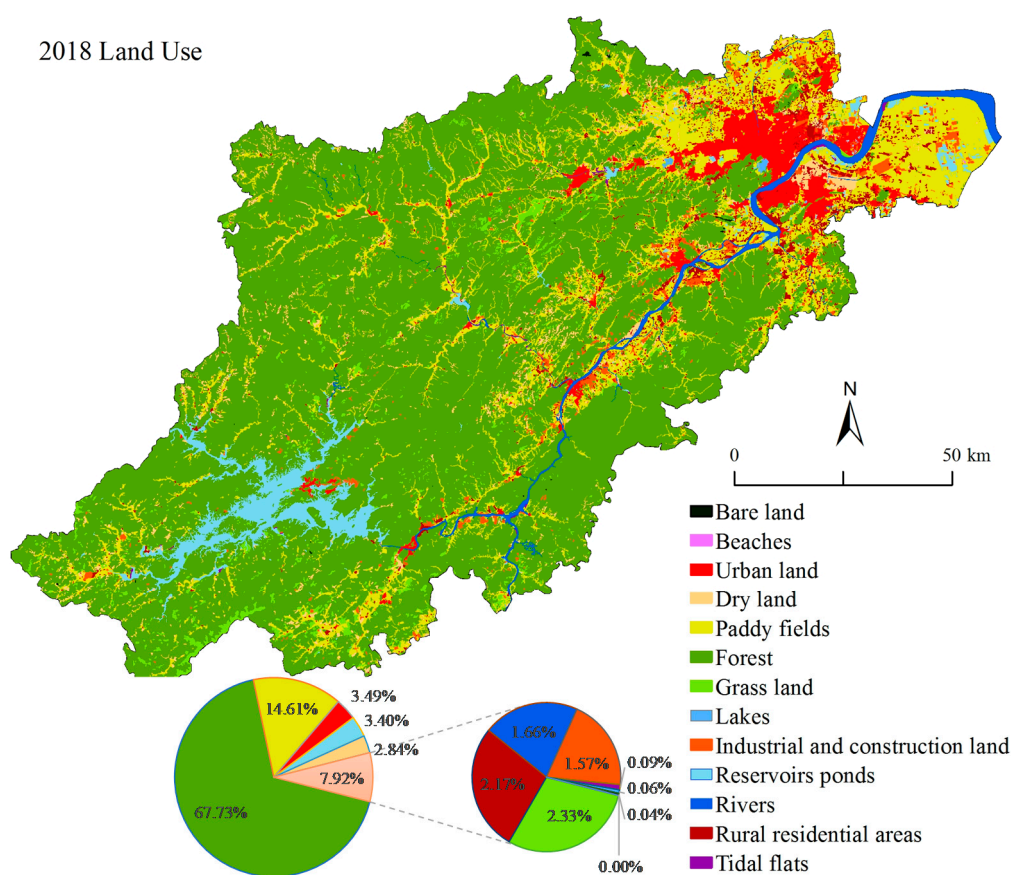 2018 Land Use
N
0
50 km
Bare land
Beaches
Urban land
Dry land
Paddy fields
Forest
Grass land
Lakes
Industrial and construction land
Reservoirs ponds
Rivers
Rural residential areas
Tidal flats
14.61%
3.49%
3.40%
2.84%
7.92%
67.73%
1.66%
1.57%
2.17%
2.33%
0.09%
0.06%
0.04%
0.00%